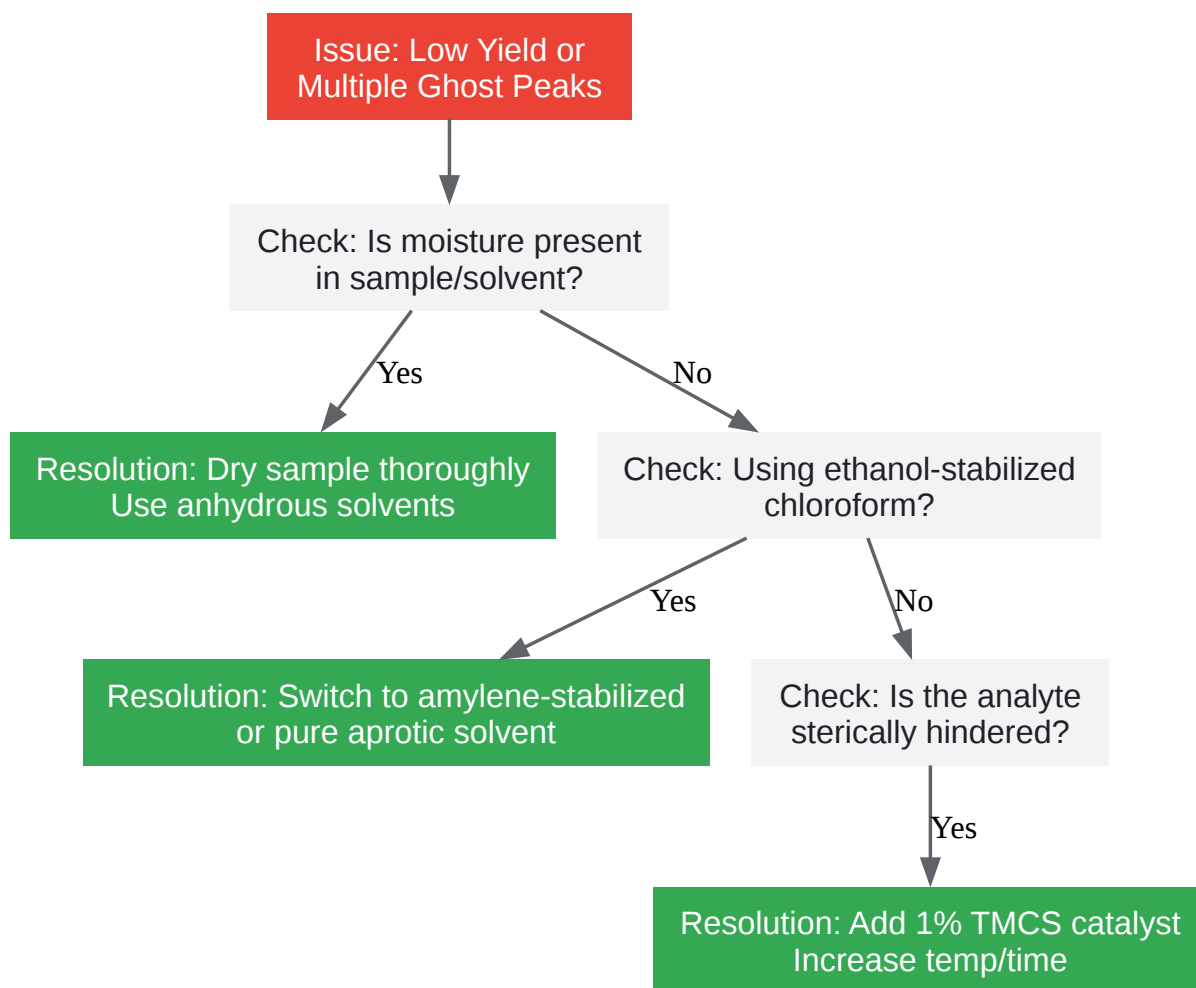 Issue: Low Yield or
Multiple Ghost Peaks
Check: Is moisture present
in sample/solvent?
Yes
No
Resolution: Dry sample thoroughly
Use anhydrous solvents
Check: Using ethanol-stabilized
chloroform?
Yes
No
Resolution: Switch to amylene-stabilized
or pure aprotic solvent
Check: Is the analyte
sterically hindered?
Yes
Resolution: Add 1% TMCS catalyst
Increase temp/time